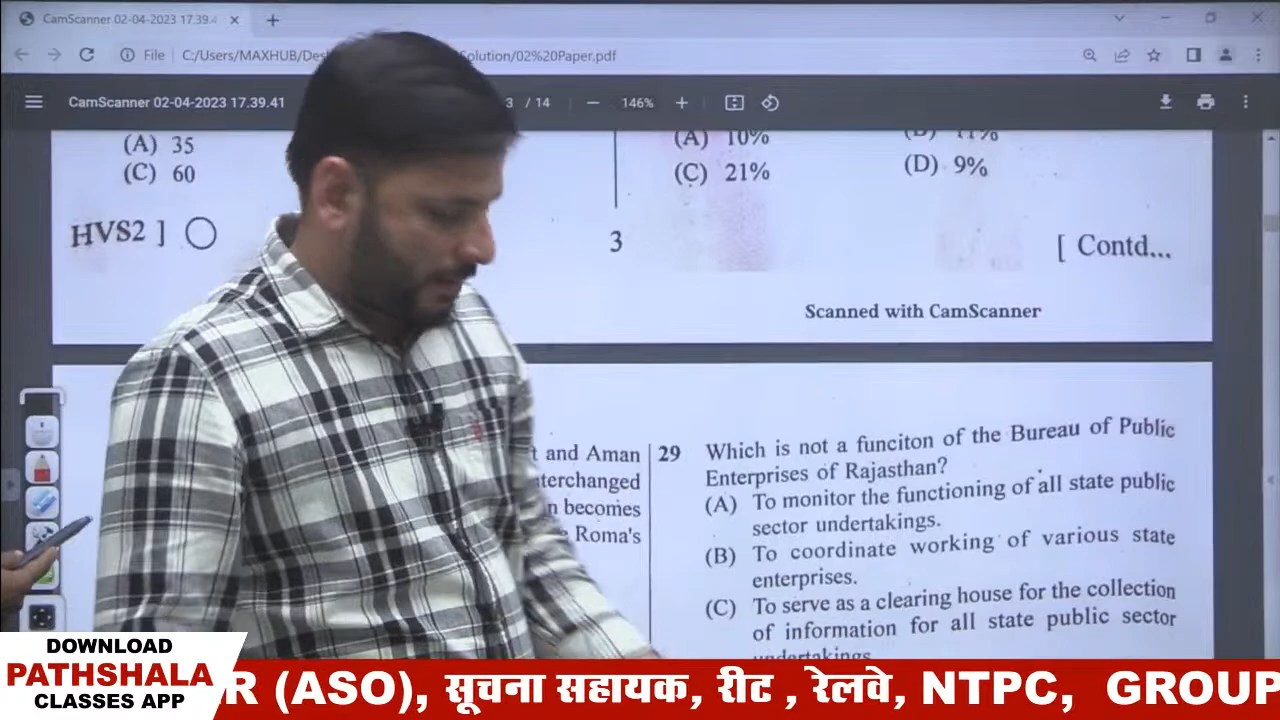 CamScanner 02-04-2023 17.39.4
File C:/Users/MAXHUB/Des Solution/02%20Paper.pdf
CamScanner 02-04-2023 17.39.41 3 / 14 146%
(A) 35
(C) 60
(A) 10% 11%
(C) 21% (D) 9%
HVS2 ]
3
[ Contd...
Scanned with CamScanner
and Aman
terchanged
becomes
Roma's
29 Which is not a funciton of the Bureau of Public
Enterprises of Rajasthan?
(A) To monitor the functioning of all state public
sector undertakings.
(B) To coordinate working of various state
enterprises.
(C) To serve as a clearing house for the collection
of information for all state public sector
undertakings
DOWNLOAD
PATHSHALA
CLASSES APP
R (ASO), सूचना सहायक, रीट , रेलवे, NTPC, GROUP